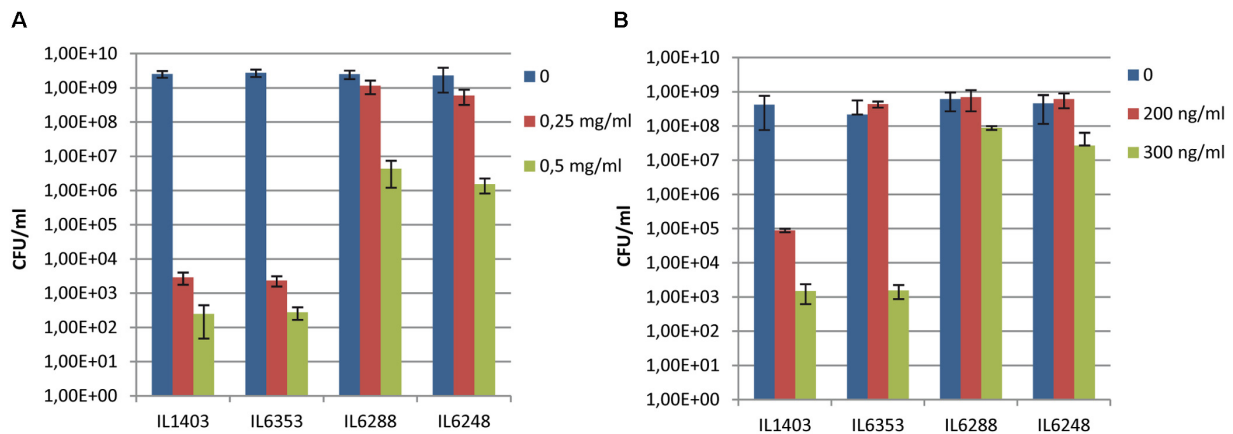 A
CFU/ml
1,00E+10
1,00E+09
1,00E+08
1,00E+07
1,00E+06
1,00E+05
1,00E+04
1,00E+03
1,00E+02
1,00E+01
1,00E+00
IL1403 IL6353 IL6288 IL6248
0
0,25 mg/ml
0,5 mg/ml
B
CFU/ml
1,00E+10
1,00E+09
1,00E+08
1,00E+07
1,00E+06
1,00E+05
1,00E+04
1,00E+03
1,00E+02
1,00E+01
1,00E+00
IL1403 IL6353 IL6288 IL6248
0
200 ng/ml
300 ng/ml